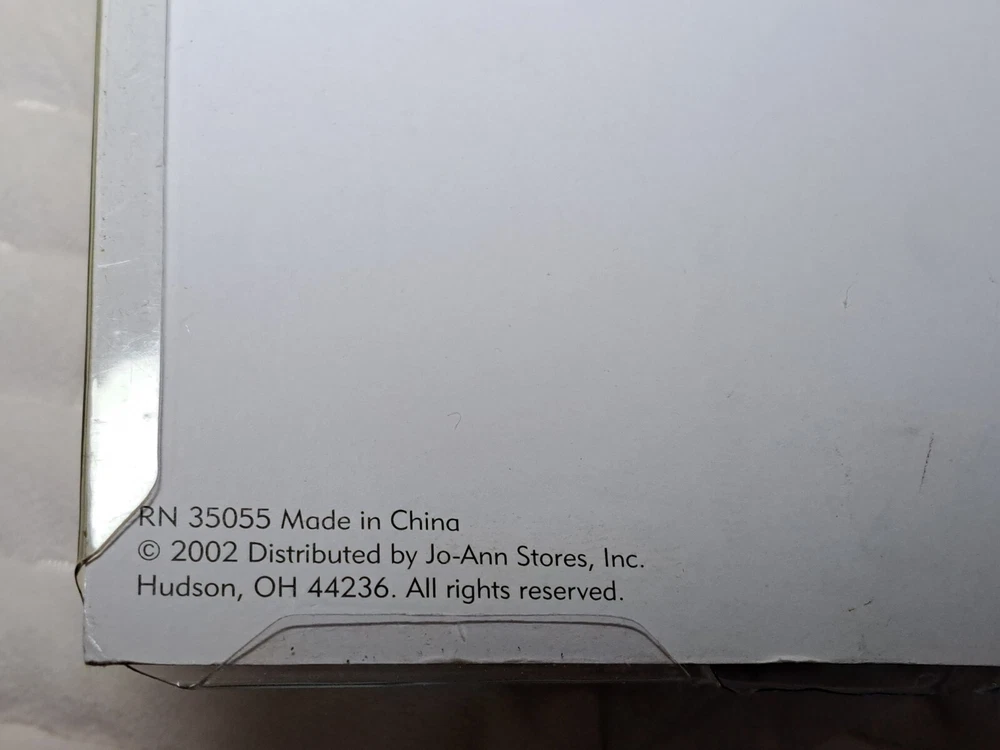 RN 35055 Made in China
© 2002 Distributed by Jo-Ann Stores, Inc.
Hudson, OH 44236. All rights reserved.